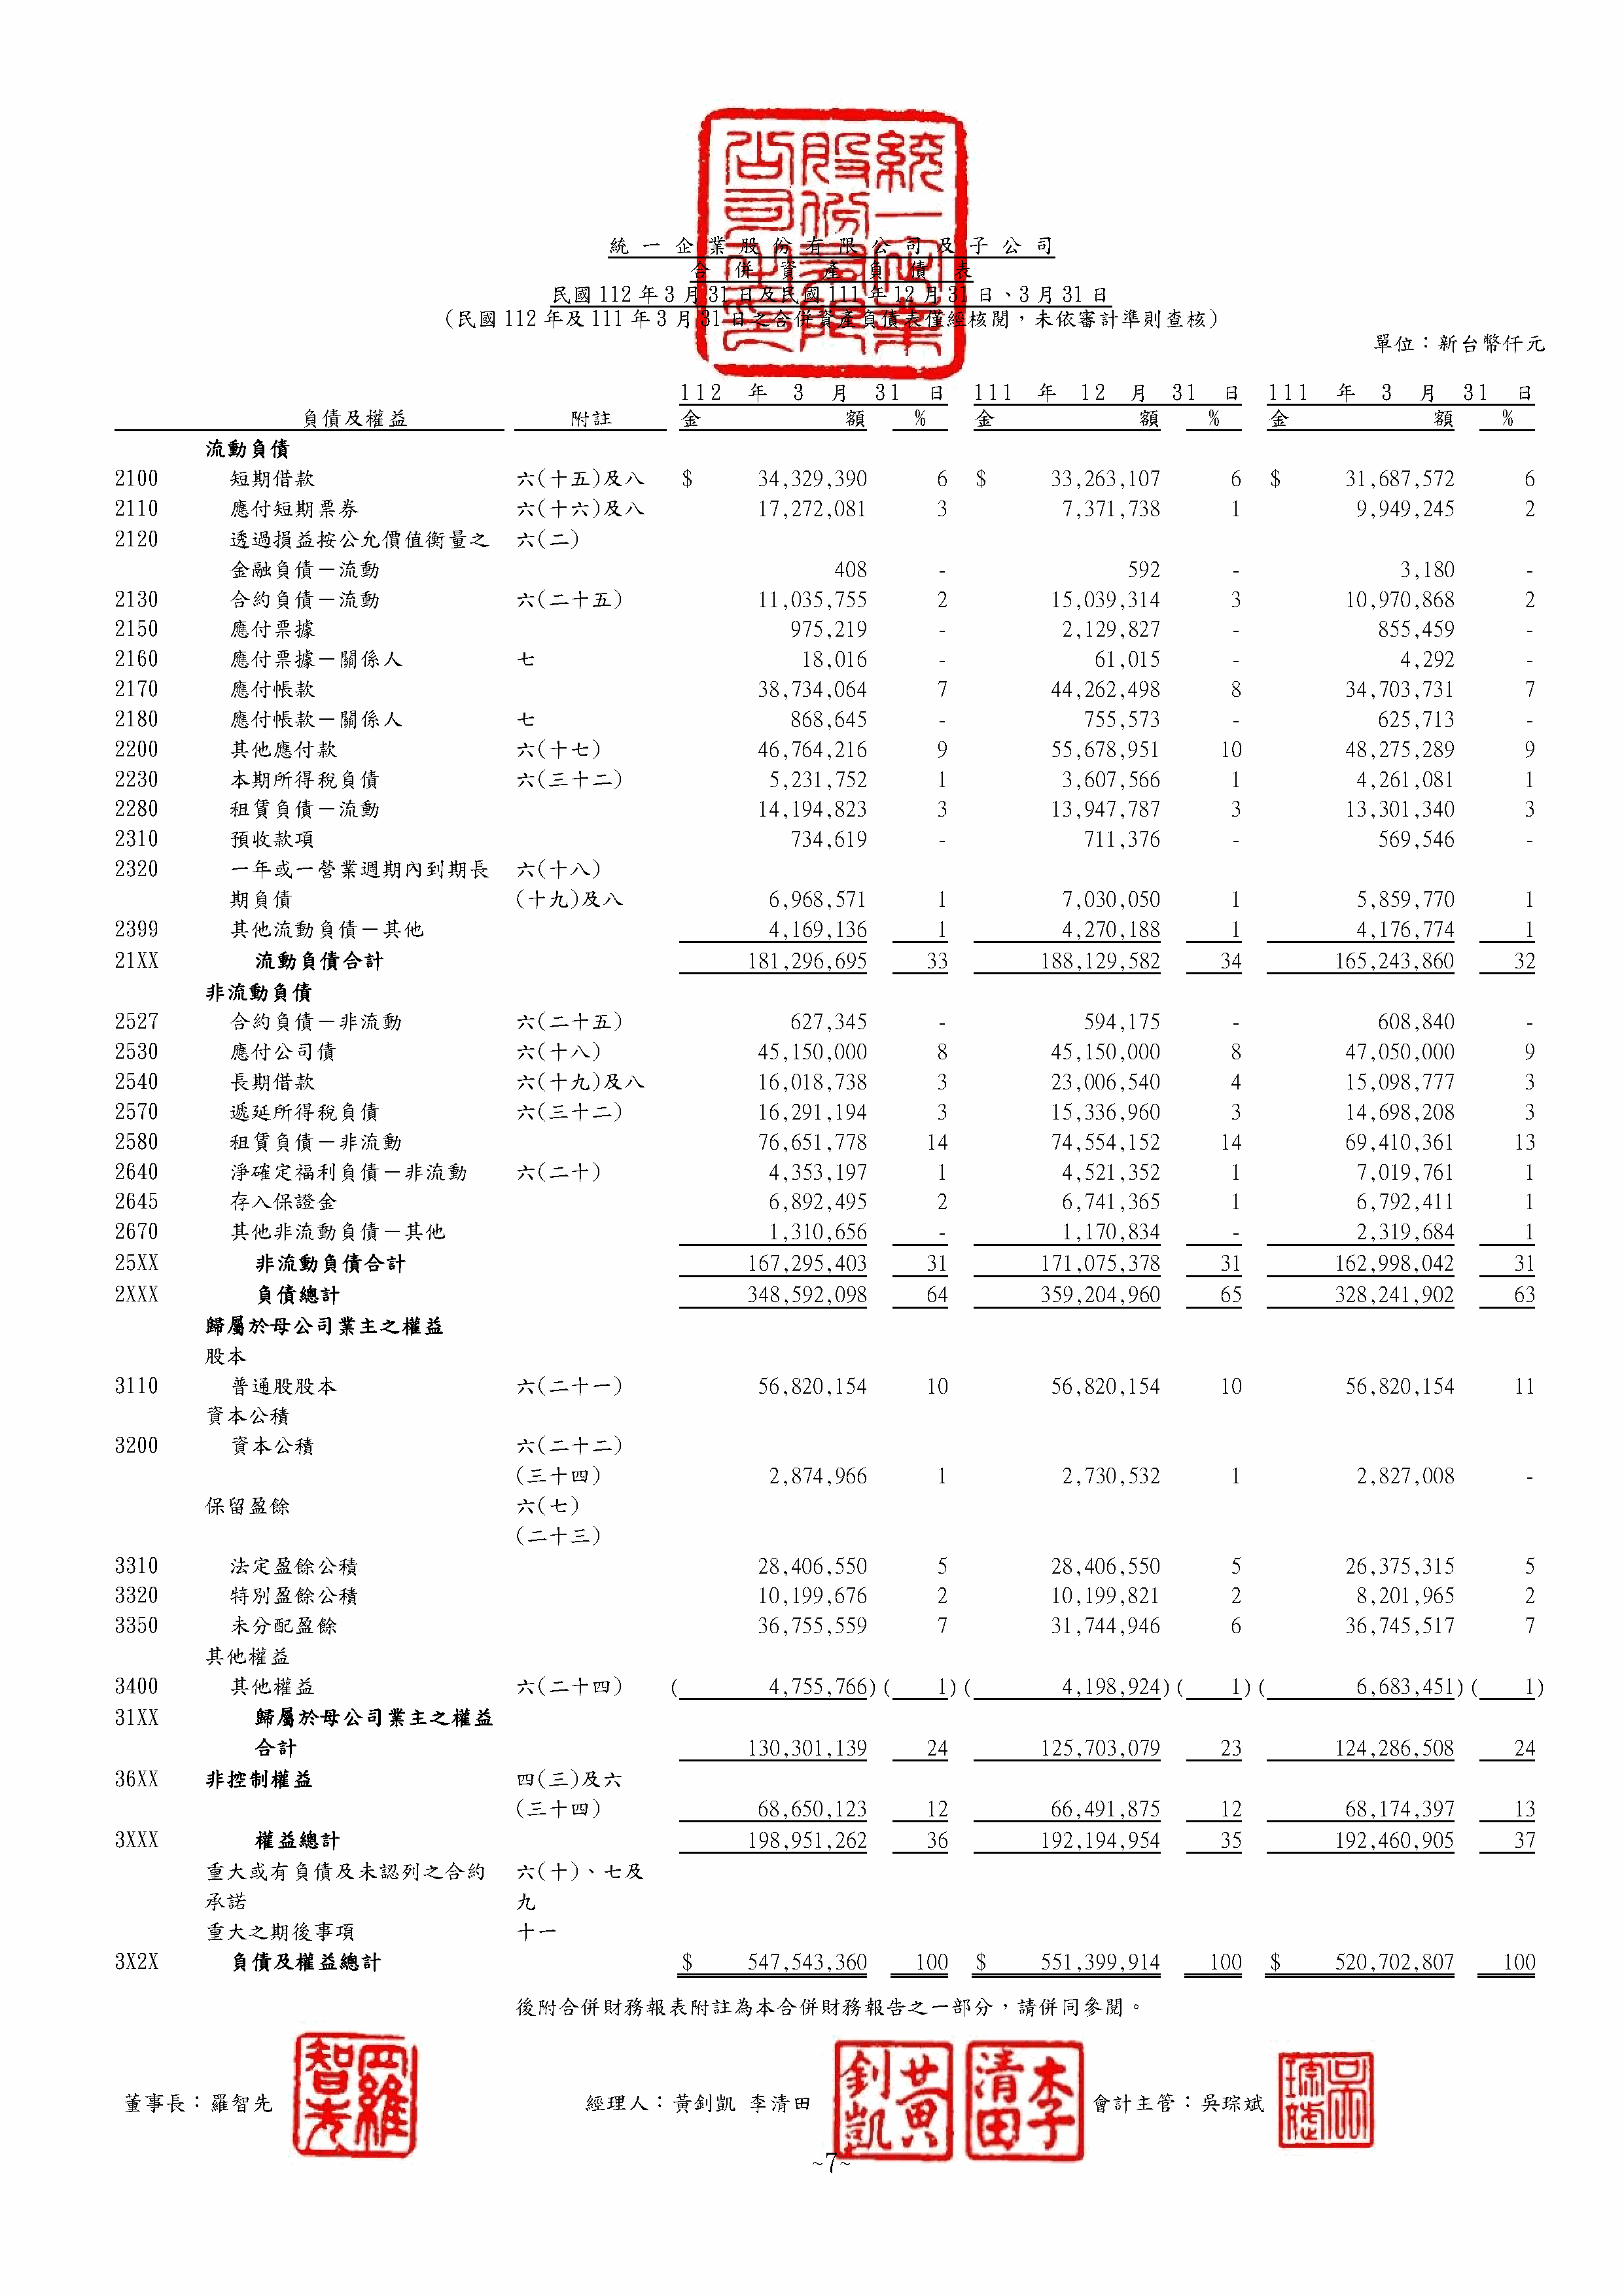 統一企業股份有限公司及子公司
合併資產負債表
民國112年3月31日及民國111年12月31日、3月31日
(民國112年及111年3月31日之合併資產負債表僅經核閱,未依審計準則查核)
單位:新台幣仟元
112 年 3 月 31 日 111 年 12 月 31 日 111 年 3 月 31 日
負債及權益 附註 金 額 % 金 額 % 金 額 %
流動負債
2100 短期借款 六(十五)及八 $ 34,329,390 6 $ 33,263,107 6 $ 31,687,572 6
2110 應付短期票券 六(十六)及八 17,272,081 3 7,371,738 1 9,949,245 2
2120 透過損益按公允價值衡量之 六(二)
金融負債-流動 408 - 592 - 3,180 -
2130 合約負債-流動 六(二十五) 11,035,755 2 15,039,314 3 10,970,868 2
2150 應付票據 975,219 - 2,129,827 - 855,459 -
2160 應付票據-關係人 七 18,016 - 61,015 - 4,292 -
2170 應付帳款 38,734,064 7 44,262,498 8 34,703,731 7
2180 應付帳款-關係人 七 868,645 - 755,573 - 625,713 -
2200 其他應付款 六(十七) 46,764,216 9 55,678,951 10 48,275,289 9
2230 本期所得稅負債 六(三十二) 5,231,752 1 3,607,566 1 4,261,081 1
2280 租賃負債-流動 14,194,823 3 13,947,787 3 13,301,340 3
2310 預收款項 734,619 - 711,376 - 569,546 -
2320 一年或一營業週期內到期長 六(十八)
期負債 (十九)及八 6,968,571 1 7,030,050 1 5,859,770 1
2399 其他流動負債-其他 4,169,136 1 4,270,188 1 4,176,774 1
21XX 流動負債合計 181,296,695 33 188,129,582 34 165,243,860 32
非流動負債
2527 合約負債-非流動 六(二十五) 627,345 - 594,175 - 608,840 -
2530 應付公司債 六(十八) 45,150,000 8 45,150,000 8 47,050,000 9
2540 長期借款 六(十九)及八 16,018,738 3 23,006,540 4 15,098,777 3
2570 遞延所得稅負債 六(三十二) 16,291,194 3 15,336,960 3 14,698,208 3
2580 租賃負債-非流動 76,651,778 14 74,554,152 14 69,410,361 13
2640 淨確定福利負債-非流動 六(二十) 4,353,197 1 4,521,352 1 7,019,761 1
2645 存入保證金 6,892,495 2 6,741,365 1 6,792,411 1
2670 其他非流動負債-其他 1,310,656 - 1,170,834 - 2,319,684 1
25XX 非流動負債合計 167,295,403 31 171,075,378 31 162,998,042 31
2XXX 負債總計 348,592,098 64 359,204,960 65 328,241,902 63
歸屬於母公司業主之權益
股本
3110 普通股股本 六(二十一) 56,820,154 10 56,820,154 10 56,820,154 11
資本公積
3200 資本公積 六(二十二)
(三十四) 2,874,966 1 2,730,532 1 2,827,008 -
保留盈餘 六(七)
(二十三)
3310 法定盈餘公積 28,406,550 5 28,406,550 5 26,375,315 5
3320 特別盈餘公積 10,199,676 2 10,199,821 2 8,201,965 2
3350 未分配盈餘 36,755,559 7 31,744,946 6 36,745,517 7
其他權益
3400 其他權益 六(二十四) ( 4,755,766) ( 1) ( 4,198,924) ( 1) ( 6,683,451) ( 1)
31XX 歸屬於母公司業主之權益
合計 130,301,139 24 125,703,079 23 124,286,508 24
36XX 非控制權益 四(三)及六
(三十四) 68,650,123 12 66,491,875 12 68,174,397 13
3XXX 權益總計 198,951,262 36 192,194,954 35 192,460,905 37
重大或有負債及未認列之合約 六(十)、七及
承諾 九
重大之期後事項 十一
3X2X 負債及權益總計 $ 547,543,360 100 $ 551,399,914 100 $ 520,702,807 100
後附合併財務報表附註為本合併財務報告之一部分,請併同參閱。
董事長:羅智先 羅智先 經理人:黃釗凱 李清田 黃釗凱 李清田 會計主管:吳琮斌 吳琮斌
~7~